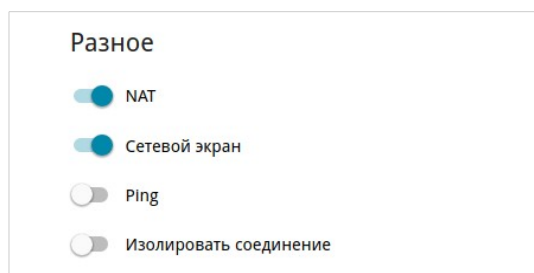 Разное
NAT
Сетевой экран
Ping
Изолировать соединение